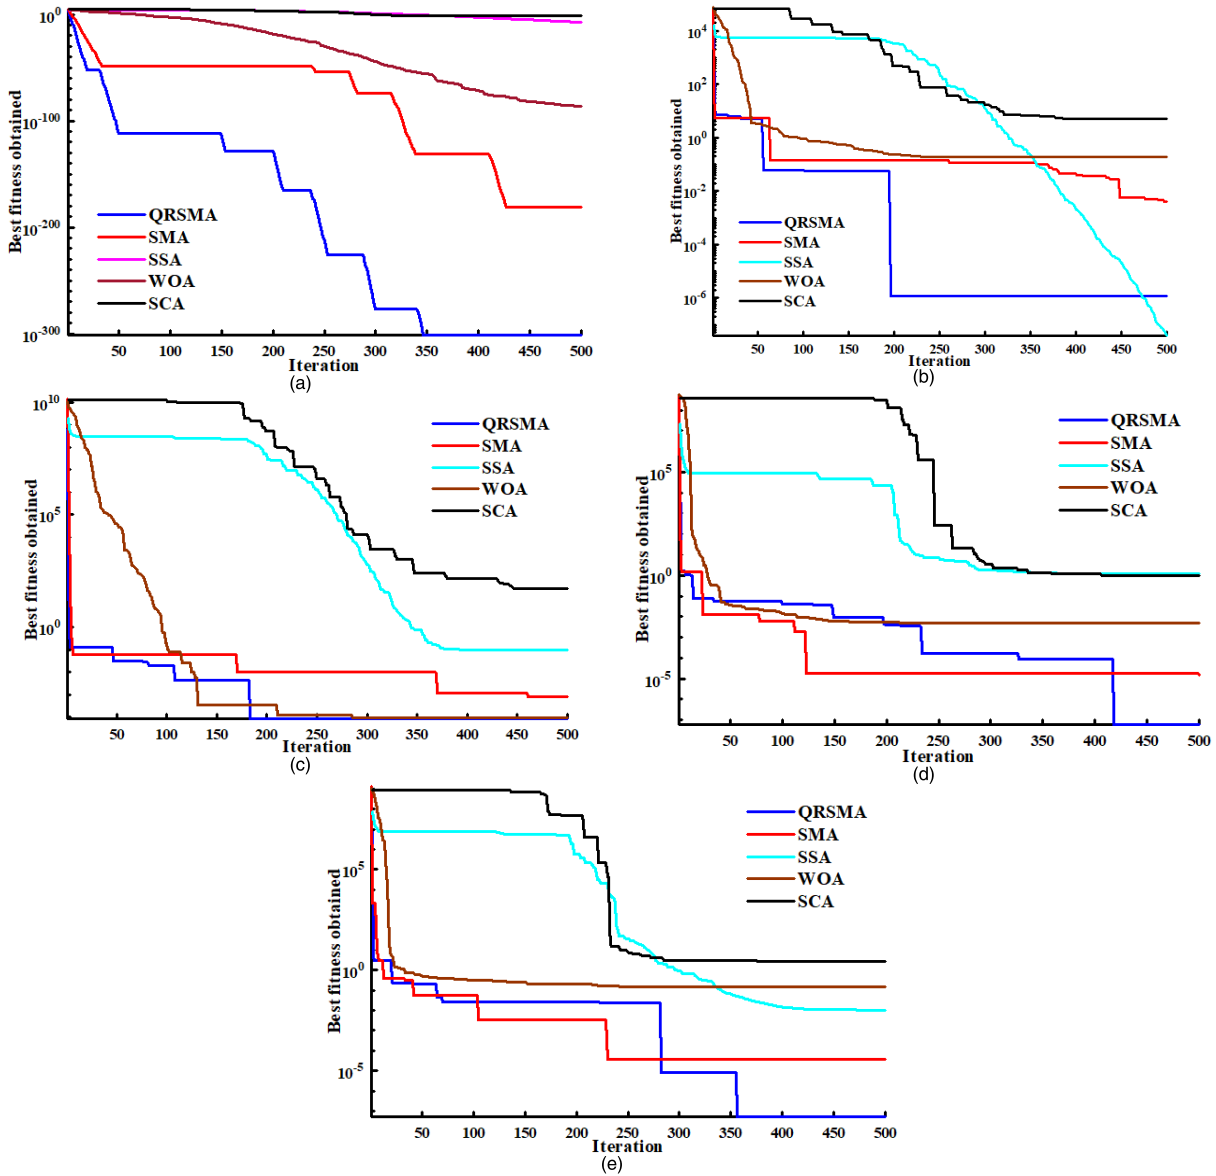 Best fitness obtained
10^0
10^-100
10^-200
10^-300
QRSMA
SMA
SSA
WOA
SCA
50 100 150 200 250 300 350 400 450 500
Iteration
(a)
Best fitness obtained
10^4
10^2
10^0
10^-2
10^-4
10^-6
QRSMA
SMA
SSA
WOA
SCA
50 100 150 200 250 300 350 400 450 500
Iteration
(b)
Best fitness obtained
10^10
10^5
10^0
QRSMA
SMA
SSA
WOA
SCA
50 100 150 200 250 300 350 400 450 500
Iteration
(c)
Best fitness obtained
10^5
10^0
10^-5
QRSMA
SMA
SSA
WOA
SCA
50 100 150 200 250 300 350 400 450 500
Iteration
(d)
Best fitness obtained
10^5
10^0
10^-5
QRSMA
SMA
SSA
WOA
SCA
50 100 150 200 250 300 350 400 450 500
Iteration
(e)